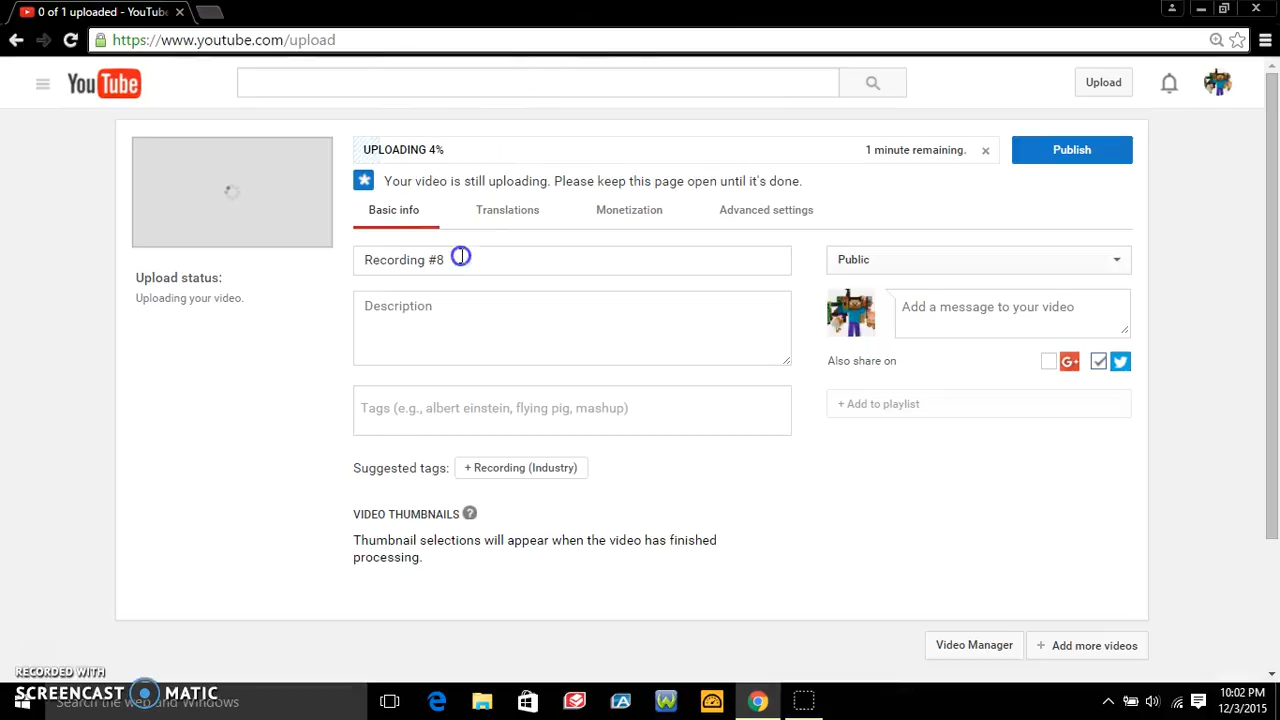 0 of 1 uploaded - YouTube
https://www.youtube.com/upload
YouTube
Upload
UPLOADING 4%
1 minute remaining.
Publish
Your video is still uploading. Please keep this page open until it's done.
Basic info
Translations
Monetization
Advanced settings
Recording #8
Public
Description
Add a message to your video
Upload status:
Uploading your video.
Also share on
G+
Tags (e.g., albert einstein, flying pig, mashup)
+ Add to playlist
Suggested tags:
+ Recording (Industry)
VIDEO THUMBNAILS ?
Thumbnail selections will appear when the video has finished
processing.
Video Manager
+ Add more videos
RECORDED WITH
SCREENCAST MATIC
Search the web and Windows
10:02 PM
12/3/2015